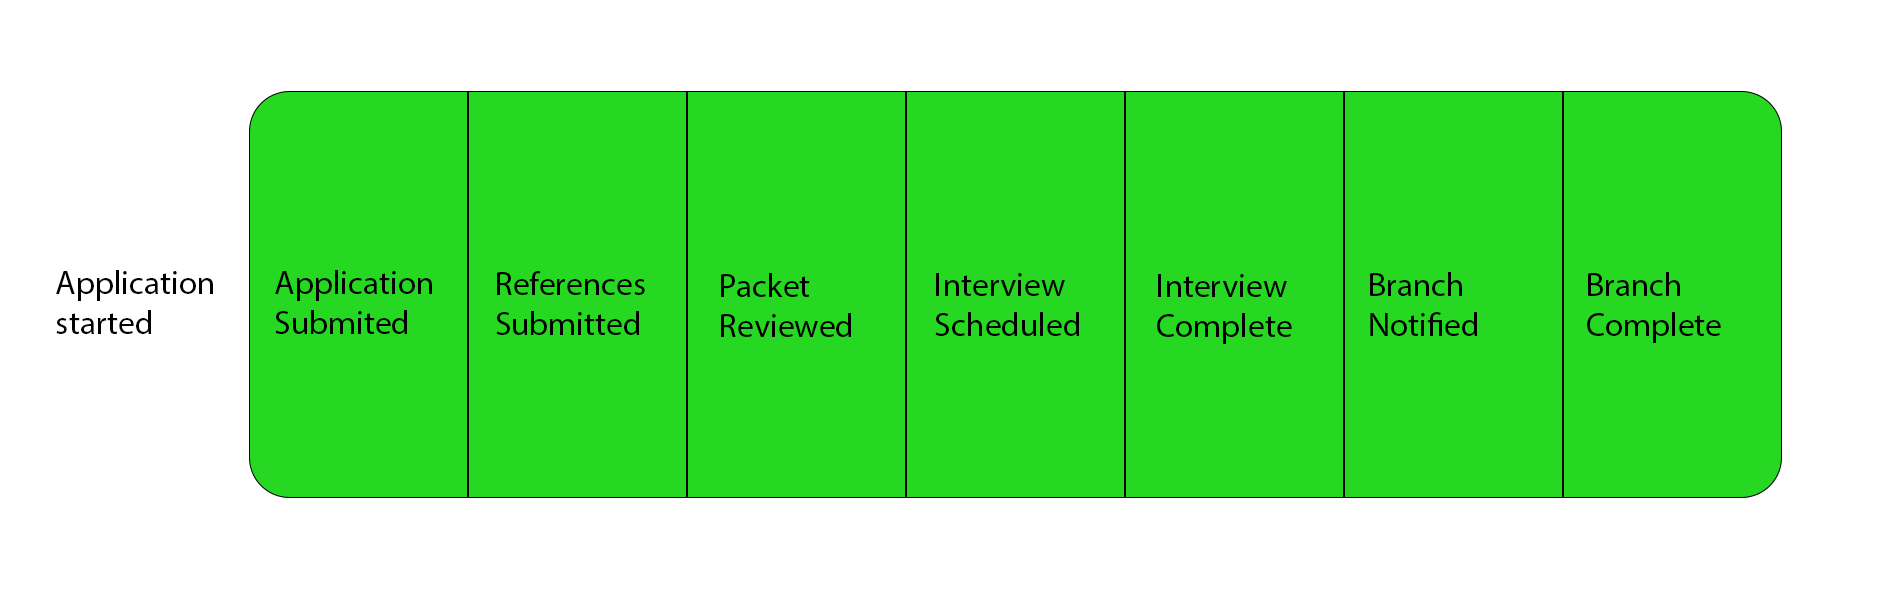 Application
started
Application
Submited
References
Submitted
Packet
Reviewed
Interview
Scheduled
Interview
Complete
Branch
Notified
Branch
Complete